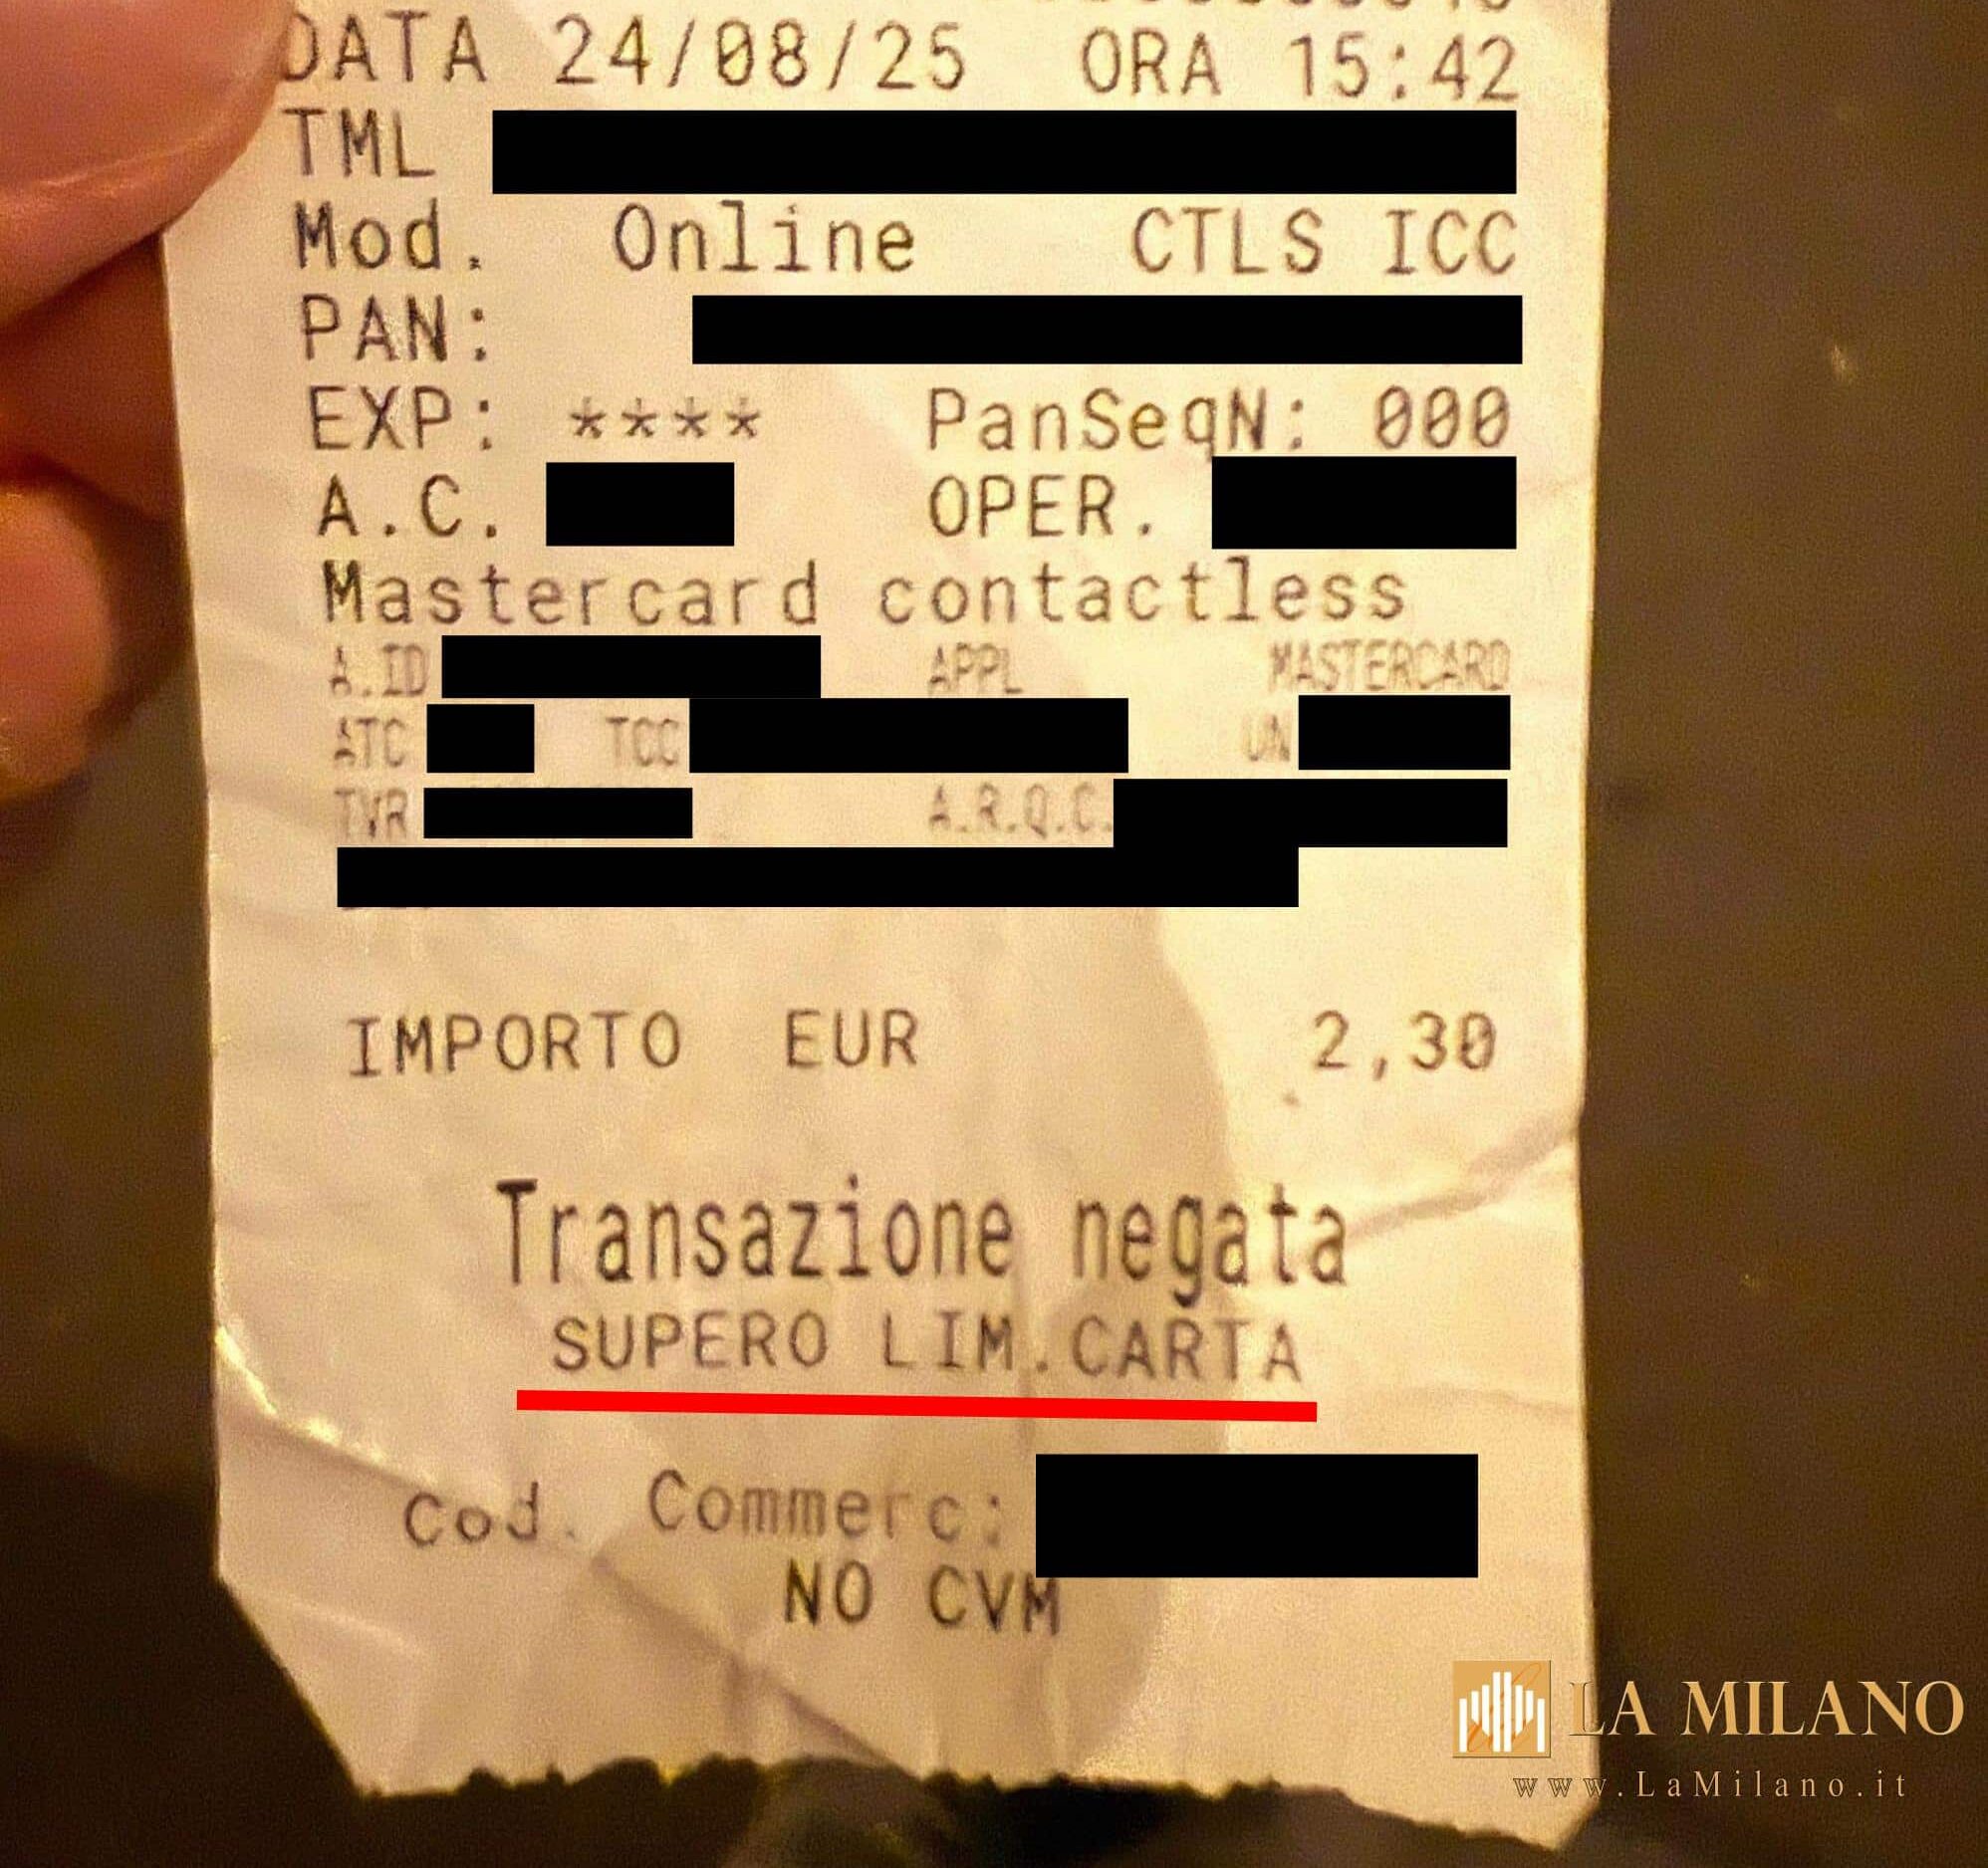 DATA 24/08/25 ORA 15:42
TML
Mod. Online CTLS ICC
PAN:
EXP: **** PanSeqN: 000
A.C. OPER.
Mastercard contactless
A.ID APPL MASTERCARD
ATC TCC UN
TVR A.R.Q.C.
IMPORTO EUR 2,30
Transazione negata
SUPERO LIM.CARTA
Cod. Commerc:
NO CVM
LA MILANO
www.LaMilano.it